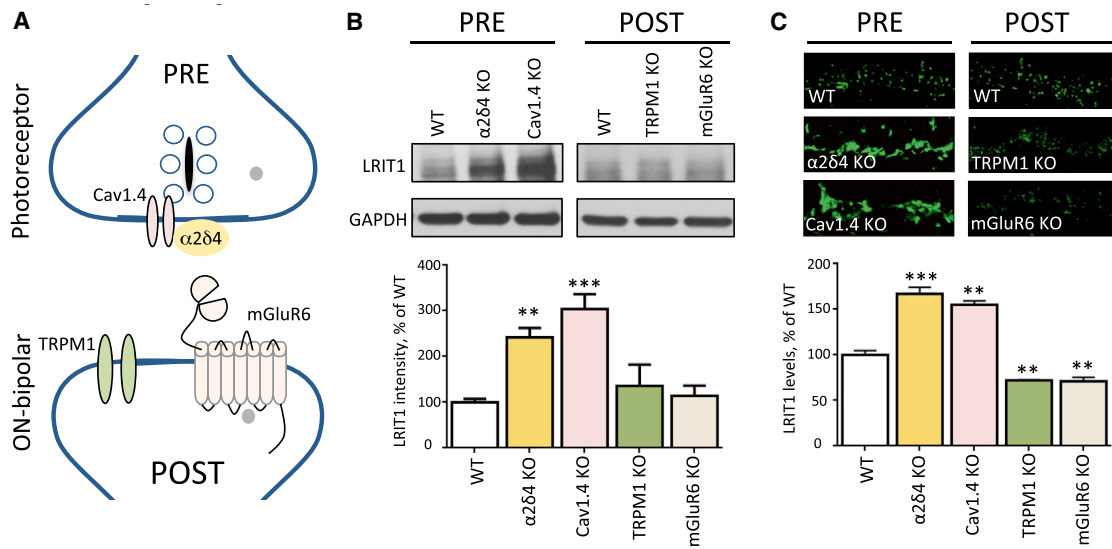 A
PRE
Photoreceptor
Cav1.4
α2δ4
mGluR6
TRPM1
ON-bipolar
POST
B
PRE
POST
WT
α2δ4 KO
Cav1.4 KO
WT
TRPM1 KO
mGluR6 KO
LRIT1
GAPDH
LRIT1 intensity, % of WT
400
300
200
100
0
**
***
WT
α2δ4 KO
Cav1.4 KO
TRPM1 KO
mGluR6 KO
C
PRE
POST
WT
WT
α2δ4 KO
TRPM1 KO
Cav1.4 KO
mGluR6 KO
LRIT1 levels, % of WT
200
150
100
50
0
***
**
**
**
WT
α2δ4 KO
Cav1.4 KO
TRPM1 KO
mGluR6 KO